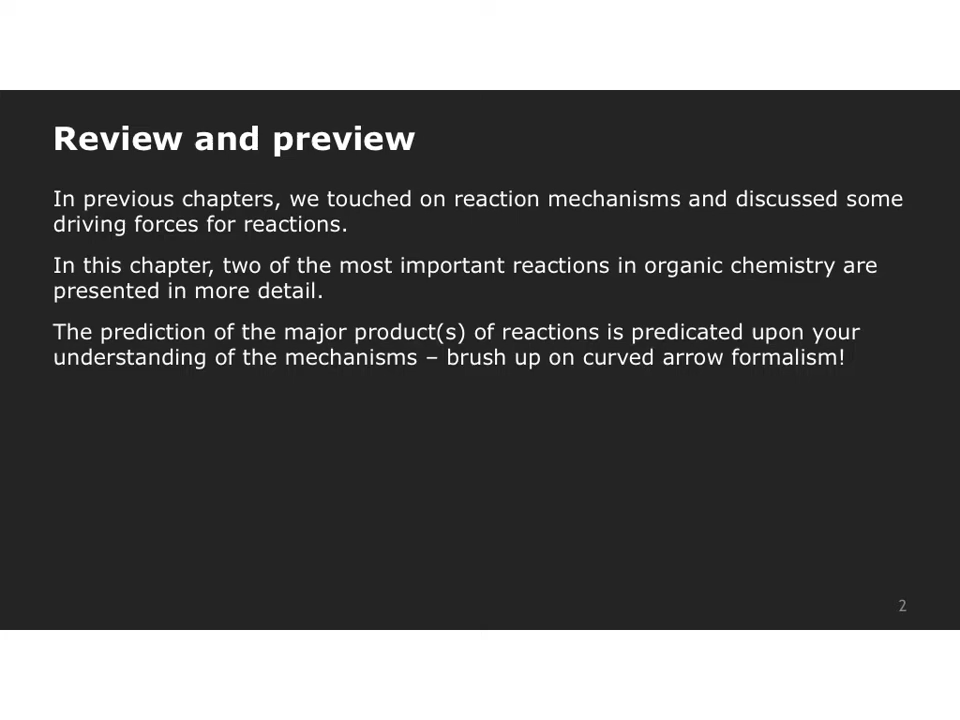 Review and preview
In previous chapters, we touched on reaction mechanisms and discussed some
driving forces for reactions.
In this chapter, two of the most important reactions in organic chemistry are
presented in more detail.
The prediction of the major product(s) of reactions is predicated upon your
understanding of the mechanisms – brush up on curved arrow formalism!
2